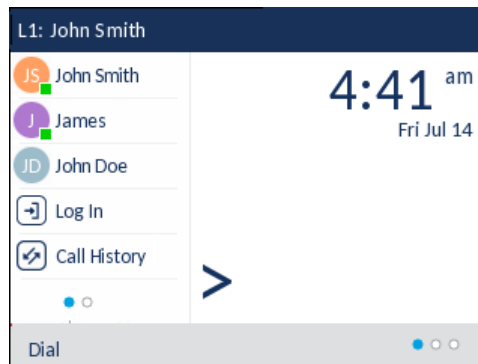 L1: John Smith
JS John Smith
J James
JD John Doe
Log In
Call History
4:41 am
Fri Jul 14
>
Dial